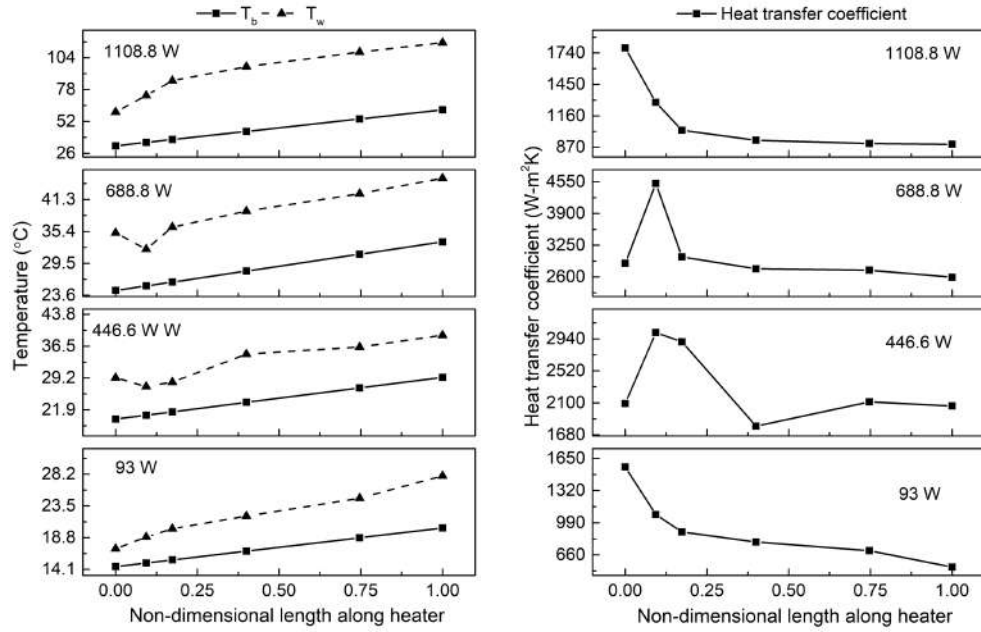 T_b T_w
1108.8 W
104
78
52
26
688.8 W
41.3
35.4
29.5
23.6
446.6 W W
43.8
36.5
29.2
21.9
93 W
28.2
23.5
18.8
14.1
0.00 0.25 0.50 0.75 1.00
Non-dimensional length along heater
Temperature (°C)
Heat transfer coefficient
1108.8 W
1740
1450
1160
870
688.8 W
4550
3900
3250
2600
446.6 W
2940
2520
2100
1680
93 W
1650
1320
990
660
0.00 0.25 0.50 0.75 1.00
Non-dimensional length along heater
Heat transfer coefficient (W-m²K)